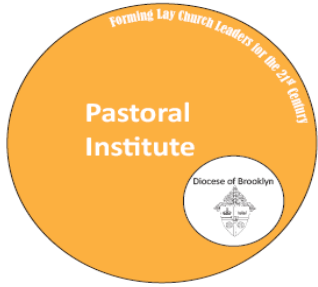 Forming Lay Church Leaders for the 21st Century
Pastoral
Institute
Diocese of Brooklyn